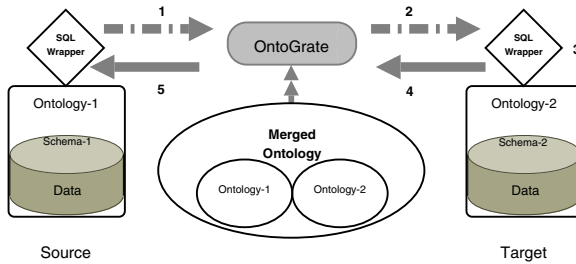 1
2
SQL
Wrapper
OntoGrate
SQL
Wrapper
3
5
4
Ontology-1
Ontology-2
Schema-1
Merged
Ontology
Schema-2
Data
Ontology-1
Ontology-2
Data
Source
Target